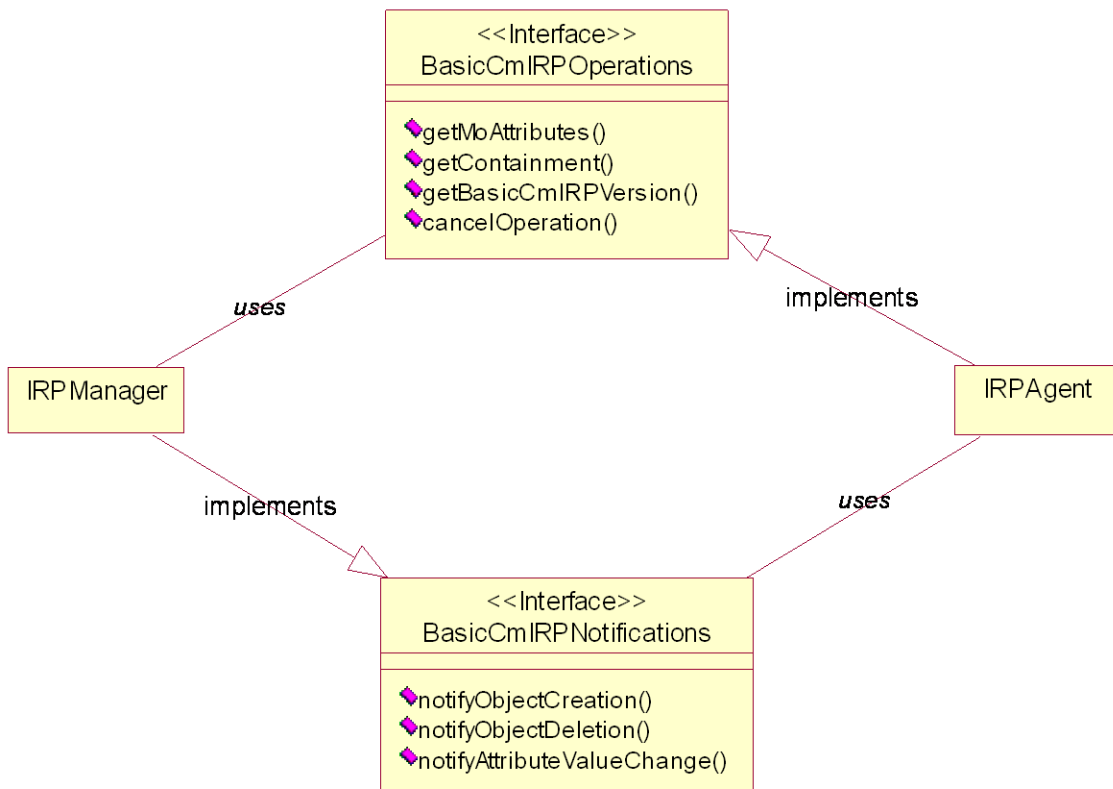 <<Interface>>
BasicCmIRPOperations
getMoAttributes()
getContainment()
getBasicCmIRPVersion()
cancelOperation()
uses
implements
IRPManager
IRPAgent
implements
uses
<<Interface>>
BasicCmIRPNotifications
notifyObjectCreation()
notifyObjectDeletion()
notifyAttributeValueChange()